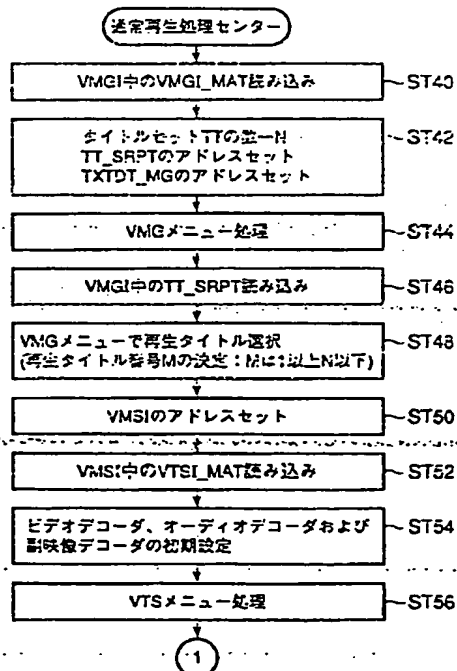 通常再生処理センター
VMGI中のVMGI_MAT読み込み
ST40
タイトルセットTTの数→N
TT_SRPTのアドレスセット
TXTDT_MGのアドレスセット
ST42
VMGメニュー処理
ST44
VMGI中のTT_SRPT読み込み
ST46
VMGメニューで再生タイトル選択
(再生タイトル番号Mの設定:Mは1以上N以下)
ST48
VMSIのアドレスセット
ST50
VMSI中のVTSI_MAT読み込み
ST52
ビデオデコーダ、オーディオデコーダおよび
副映像デコーダの初期設定
ST54
VTSメニュー処理
ST56
1